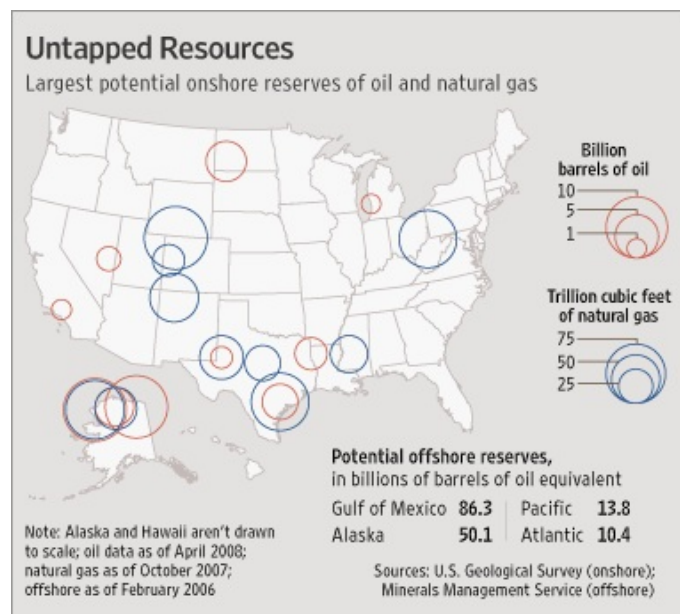 Untapped Resources
Largest potential onshore reserves of oil and natural gas
Billion
barrels of oil
10
5
1
Trillion cubic feet
of natural gas
75
50
25
Potential offshore reserves,
in billions of barrels of oil equivalent
Gulf of Mexico 86.3 Pacific 13.8
Alaska 50.1 Atlantic 10.4
Note: Alaska and Hawaii aren't drawn
to scale; oil data as of April 2008;
natural gas as of October 2007;
offshore as of February 2006
Sources: U.S. Geological Survey (onshore);
Minerals Management Service (offshore)